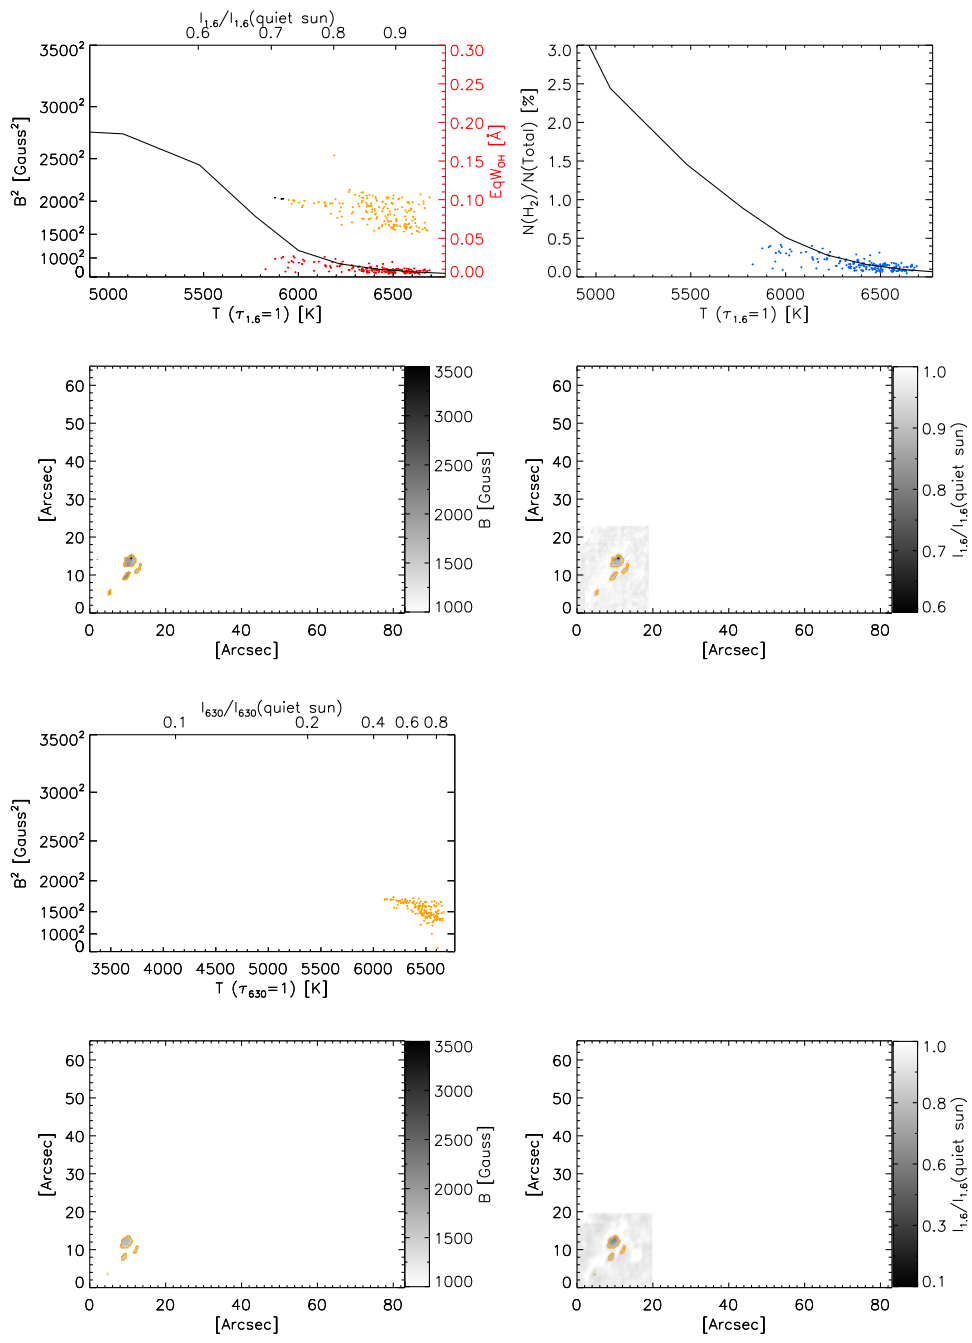 I1.6/I1.6(quiet sun)
0.6 0.7 0.8 0.9
3500² 3000² 2500² 2000² 1500² 1000² 0
B² [Gauss²]
0.30 0.25 0.20 0.15 0.10 0.05 0.00
EqWOH [Å]
5000 5500 6000 6500
T (τ1.6=1) [K]
3.0 2.5 2.0 1.5 1.0 0.5 0.0
N(H2)/N(Total) [%]
5000 5500 6000 6500
T (τ1.6=1) [K]
60 50 40 30 20 10 0
[Arcsec]
0 20 40 60 80
[Arcsec]
3500 3000 2500 2000 1500 1000
B [Gauss]
60 50 40 30 20 10 0
[Arcsec]
0 20 40 60 80
[Arcsec]
1.0 0.9 0.8 0.7 0.6
I1.6/I1.6(quiet sun)
I630/I630(quiet sun)
0.1 0.2 0.4 0.6 0.8
3500² 3000² 2500² 2000² 1500² 1000² 0
B² [Gauss²]
3500 4000 4500 5000 5500 6000 6500
T (τ630=1) [K]
60 50 40 30 20 10 0
[Arcsec]
0 20 40 60 80
[Arcsec]
3500 3000 2500 2000 1500 1000
B [Gauss]
60 50 40 30 20 10 0
[Arcsec]
0 20 40 60 80
[Arcsec]
1.0 0.8 0.6 0.3 0.1
I1.6/I1.6(quiet sun)